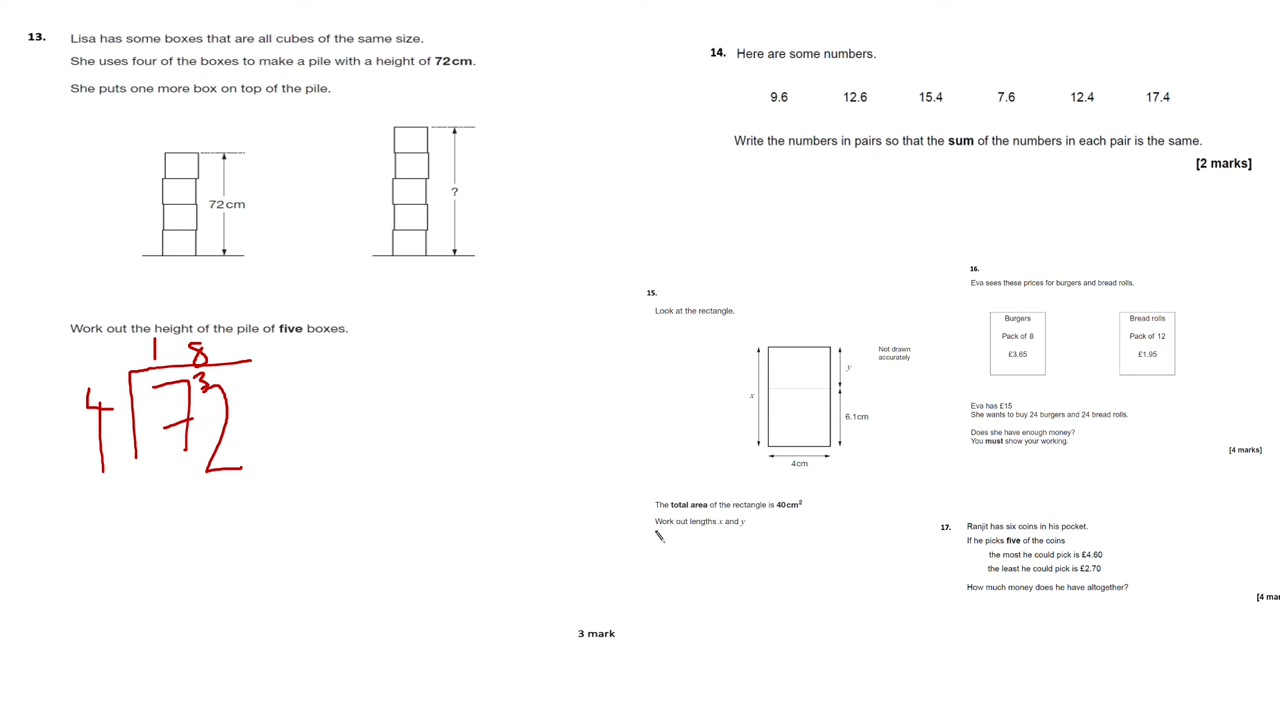 13. Lisa has some boxes that are all cubes of the same size.
She uses four of the boxes to make a pile with a height of 72cm.
She puts one more box on top of the pile.
72cm
?
Work out the height of the pile of five boxes.
1 8
4 7 3 2
3 mark
14. Here are some numbers.
9.6 12.6 15.4 7.6 12.4 17.4
Write the numbers in pairs so that the sum of the numbers in each pair is the same.
[2 marks]
15.
Look at the rectangle.
Not drawn
accurately
y
x
6.1cm
4cm
The total area of the rectangle is 40cm²
Work out lengths x and y
16.
Eva sees these prices for burgers and bread rolls.
Burgers
Pack of 8
£3.65
Bread rolls
Pack of 12
£1.95
Eva has £15
She wants to buy 24 burgers and 24 bread rolls.
Does she have enough money?
You must show your working.
[4 marks]
17. Ranjit has six coins in his pocket.
If he picks five of the coins
the most he could pick is £4.60
the least he could pick is £2.70
How much money does he have altogether?
[4 mar